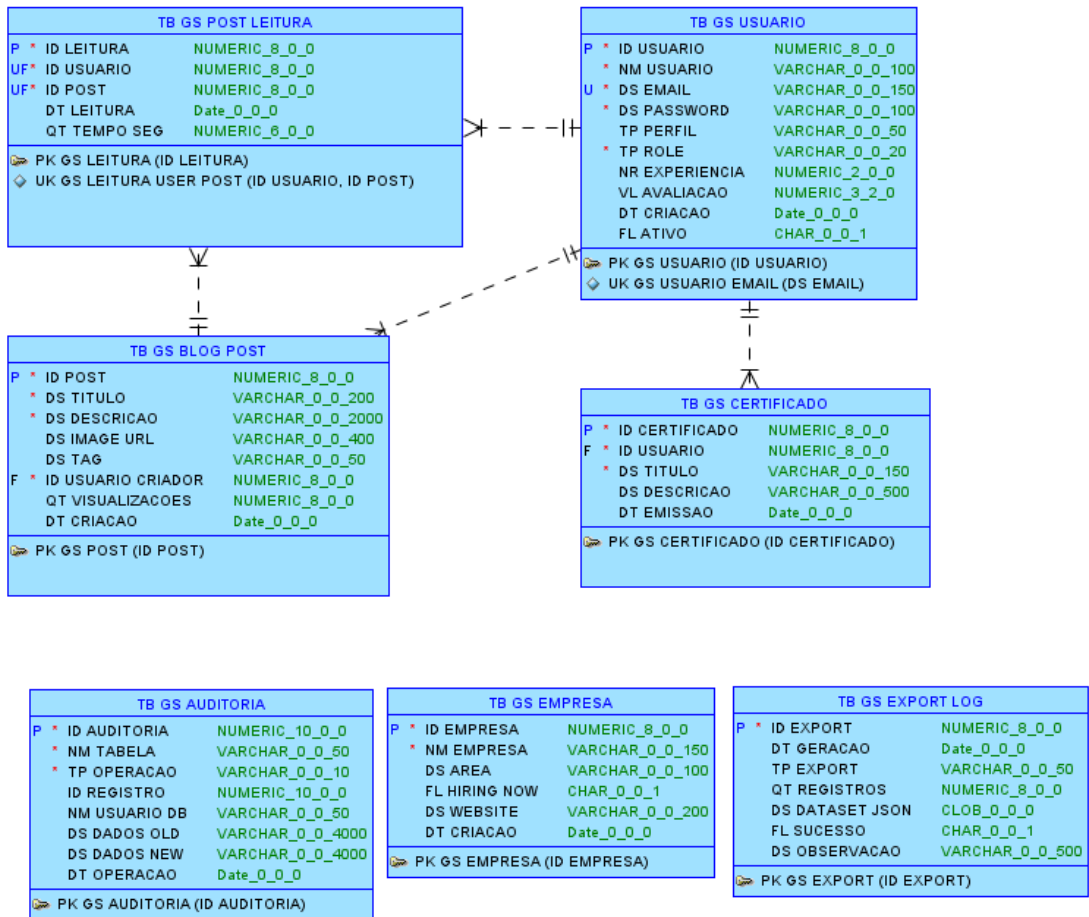 TB GS POST LEITURA
P * ID LEITURA NUMERIC_8_0_0
UF* ID USUARIO NUMERIC_8_0_0
UF* ID POST NUMERIC_8_0_0
DT LEITURA Date_0_0_0
QT TEMPO SEG NUMERIC_6_0_0
PK GS LEITURA (ID LEITURA)
UK GS LEITURA USER POST (ID USUARIO, ID POST)
TB GS USUARIO
P * ID USUARIO NUMERIC_8_0_0
* NM USUARIO VARCHAR_0_0_100
U * DS EMAIL VARCHAR_0_0_150
* DS PASSWORD VARCHAR_0_0_100
TP PERFIL VARCHAR_0_0_50
* TP ROLE VARCHAR_0_0_20
NR EXPERIENCIA NUMERIC_2_0_0
VL AVALIACAO NUMERIC_3_2_0
DT CRIACAO Date_0_0_0
FL ATIVO CHAR_0_0_1
PK GS USUARIO (ID USUARIO)
UK GS USUARIO EMAIL (DS EMAIL)
TB GS BLOG POST
P * ID POST NUMERIC_8_0_0
* DS TITULO VARCHAR_0_0_200
* DS DESCRICAO VARCHAR_0_0_2000
DS IMAGE URL VARCHAR_0_0_400
DS TAG VARCHAR_0_0_50
F * ID USUARIO CRIADOR NUMERIC_8_0_0
QT VISUALIZACOES NUMERIC_8_0_0
DT CRIACAO Date_0_0_0
PK GS POST (ID POST)
TB GS CERTIFICADO
P * ID CERTIFICADO NUMERIC_8_0_0
F * ID USUARIO NUMERIC_8_0_0
* DS TITULO VARCHAR_0_0_150
DS DESCRICAO VARCHAR_0_0_500
DT EMISSAO Date_0_0_0
PK GS CERTIFICADO (ID CERTIFICADO)
TB GS AUDITORIA
P * ID AUDITORIA NUMERIC_10_0_0
* NM TABELA VARCHAR_0_0_50
* TP OPERACAO VARCHAR_0_0_10
ID REGISTRO NUMERIC_10_0_0
NM USUARIO DB VARCHAR_0_0_50
DS DADOS OLD VARCHAR_0_0_4000
DS DADOS NEW VARCHAR_0_0_4000
DT OPERACAO Date_0_0_0
PK GS AUDITORIA (ID AUDITORIA)
TB GS EMPRESA
P * ID EMPRESA NUMERIC_8_0_0
* NM EMPRESA VARCHAR_0_0_150
DS AREA VARCHAR_0_0_100
FL HIRING NOW CHAR_0_0_1
DS WEBSITE VARCHAR_0_0_200
DT CRIACAO Date_0_0_0
PK GS EMPRESA (ID EMPRESA)
TB GS EXPORT LOG
P * ID EXPORT NUMERIC_8_0_0
DT GERACAO Date_0_0_0
TP EXPORT VARCHAR_0_0_50
QT REGISTROS NUMERIC_8_0_0
DS DATASET JSON CLOB_0_0_0
FL SUCESSO CHAR_0_0_1
DS OBSERVACAO VARCHAR_0_0_500
PK GS EXPORT (ID EXPORT)